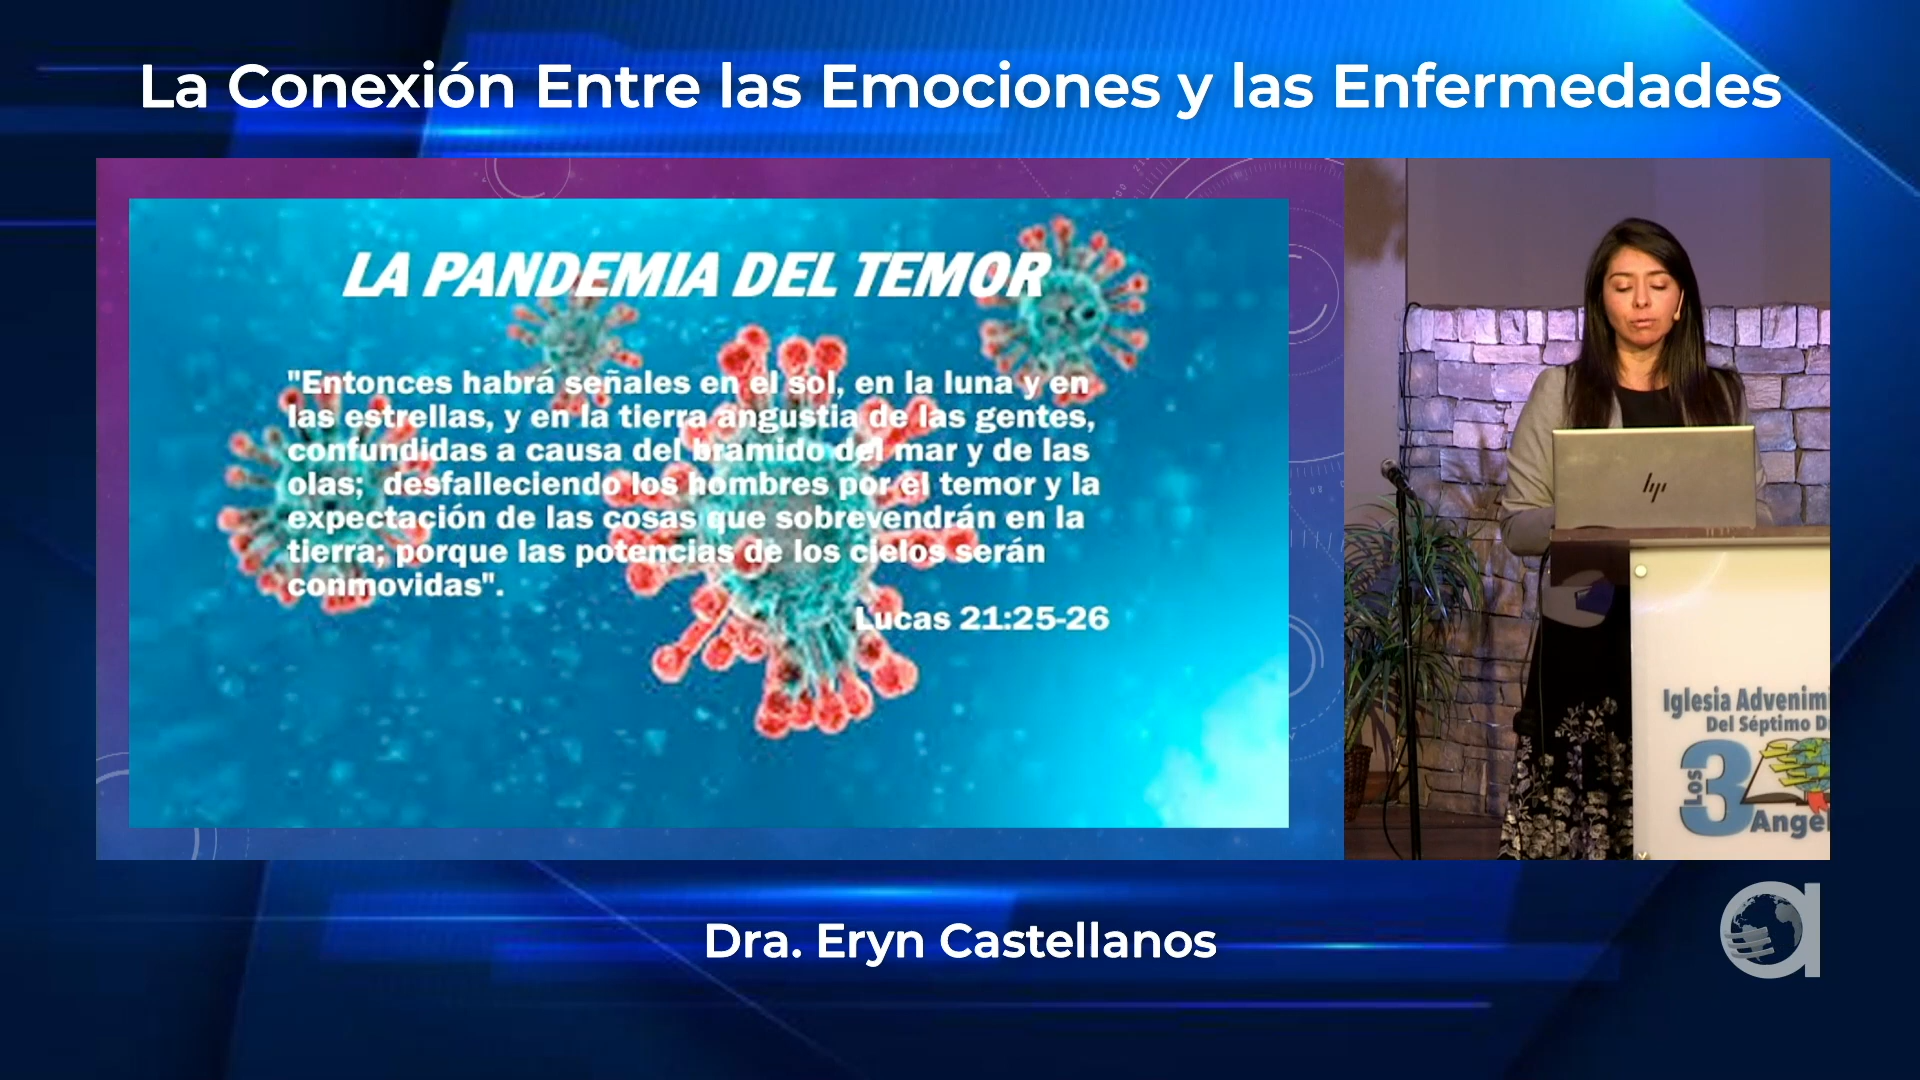 La Conexión Entre las Emociones y las Enfermedades
LA PANDEMIA DEL TEMOR
"Entonces habrá señales en el sol, en la luna y en
las estrellas, y en la tierra angustia de las gentes,
confundidas a causa del bramido del mar y de las
olas;  desfalleciendo los hombres por el temor y la
expectación de las cosas que sobrevendrán en la
tierra; porque las potencias de los cielos serán
conmovidas".
Lucas 21:25-26
hp
Iglesia Advenimi
Del Séptimo D
Los
3
Angel
Dra. Eryn Castellanos
a